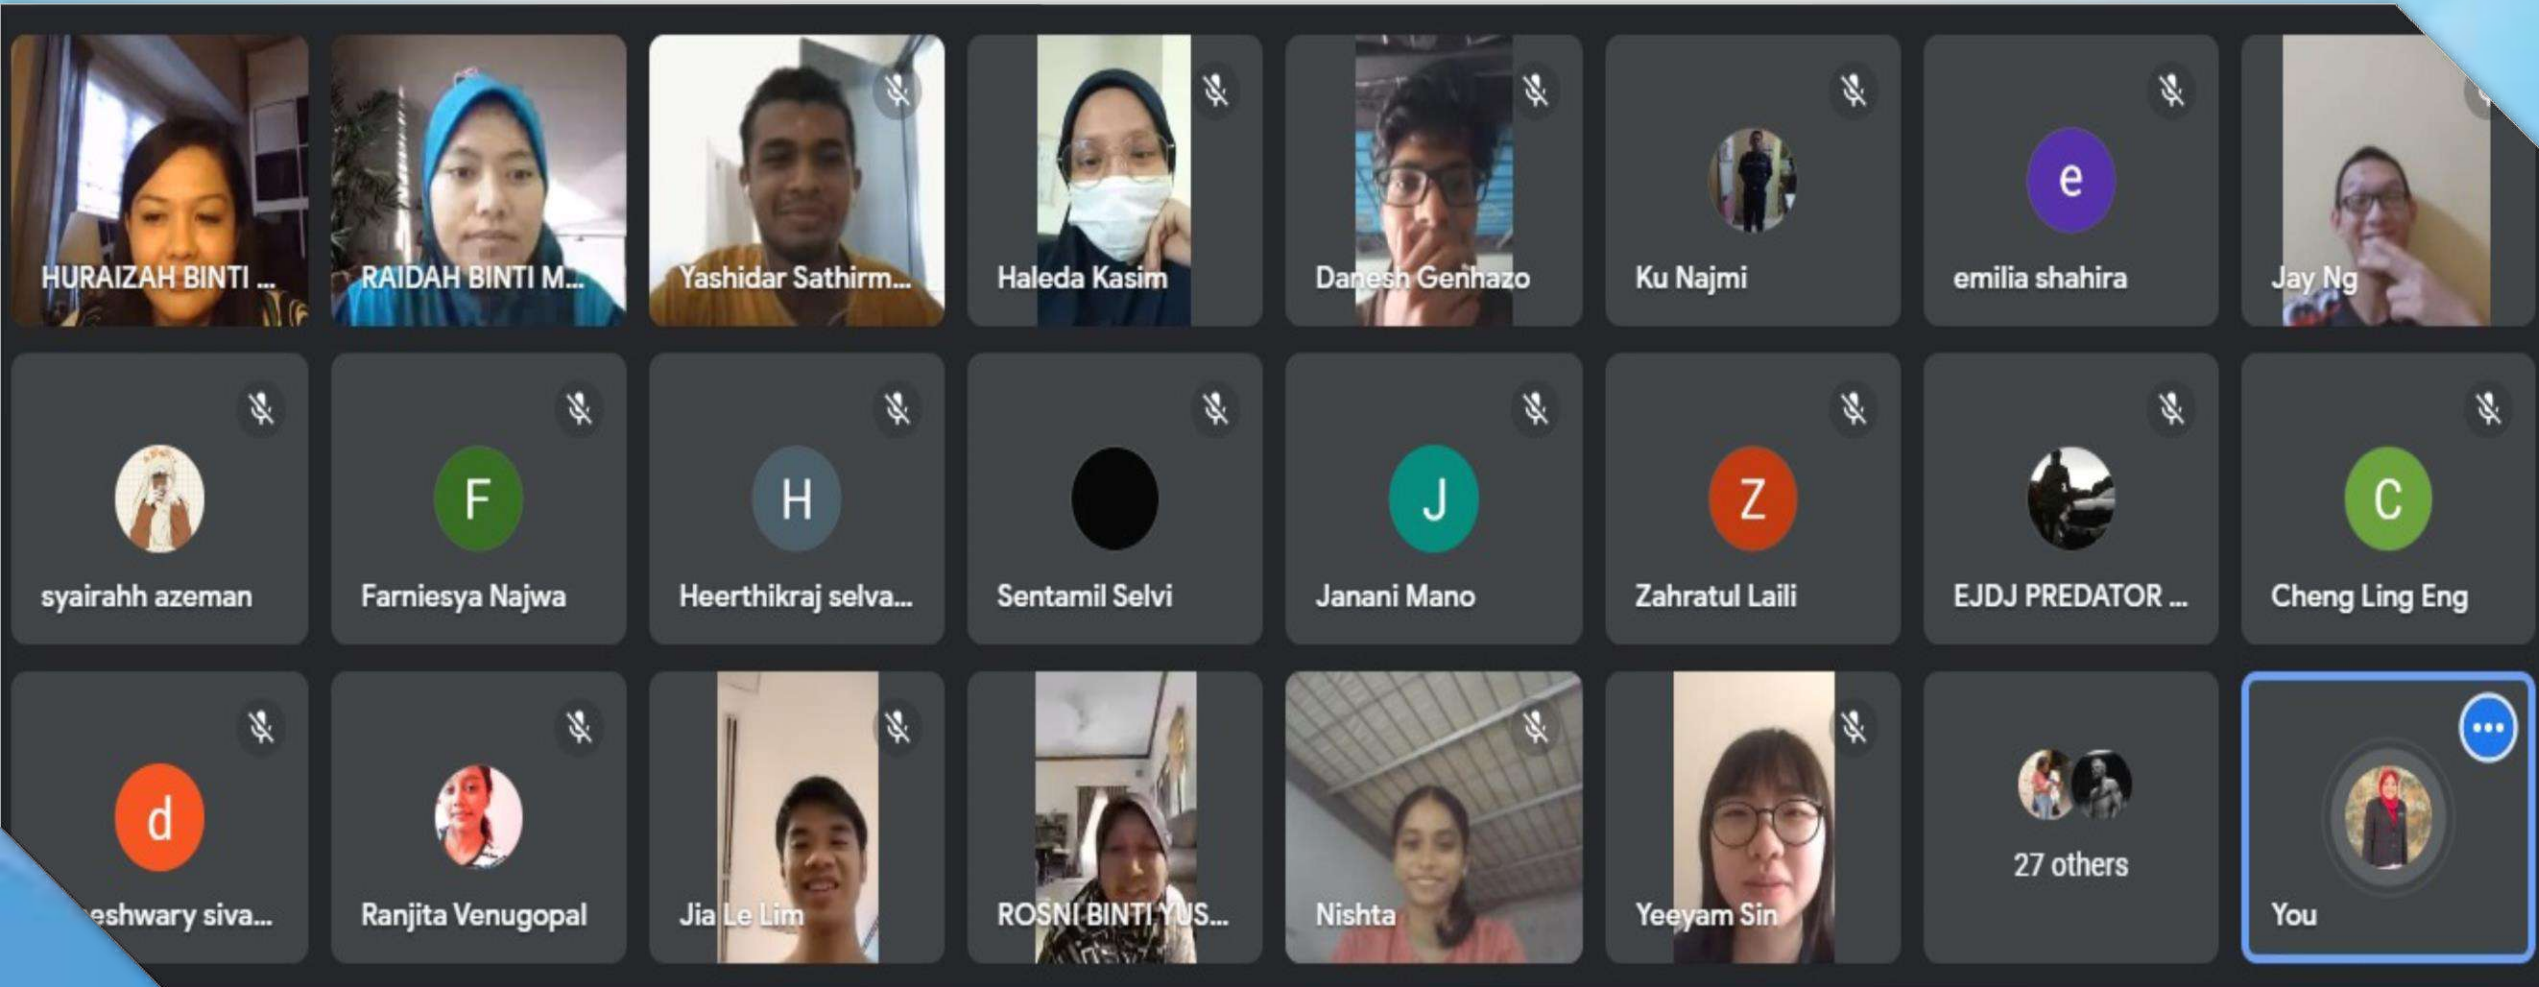 HURAIZAH BINTI ...
RAIDAH BINTI M...
Yashidar Sathirm...
Haleda Kasim
Danesh Genhazo
Ku Najmi
e
emilia shahira
Jay Ng
syairahh azeman
F
Farniesya Najwa
H
Heerthikraj selva...
Sentamil Selvi
J
Janani Mano
Z
Zahratul Laili
EJDJ PREDATOR ...
C
Cheng Ling Eng
d
eshwary siva...
Ranjita Venugopal
Jia Le Lim
ROSNI BINTI YUS...
Nishta
Yeeyam Sin
27 others
You